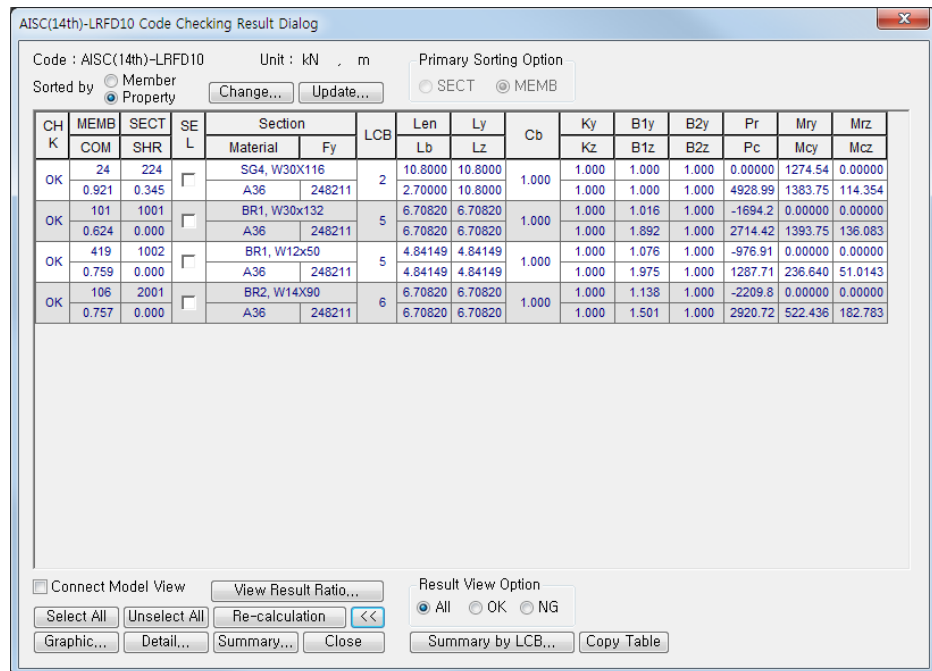 AISC(14th)-LRFD10 Code Checking Result Dialog
Code : AISC(14th)-LRFD10 Unit : kN , m Primary Sorting Option
Sorted by Member Property Change... Update... SECT MEMB
CHK MEMB SECT SEL Section LCB Len Ly Cb Ky B1y B2y Pr Mry Mrz
COM SHR Material Fy Lb Lz Kz B1z B2z Pc Mcy Mcz
OK 24 224 SG4, W30X116 2 10.8000 10.8000 1.000 1.000 1.000 1.000 0.00000 1274.54 0.00000
0.921 0.345 A36 248211 2.70000 10.8000 1.000 1.000 1.000 4928.99 1383.75 114.354
OK 101 1001 BR1, W30x132 5 6.70820 6.70820 1.000 1.000 1.016 1.000 -1694.2 0.00000 0.00000
0.624 0.000 A36 248211 6.70820 6.70820 1.000 1.892 1.000 2714.42 1393.75 136.083
OK 419 1002 BR1, W12x50 5 4.84149 4.84149 1.000 1.000 1.076 1.000 -976.91 0.00000 0.00000
0.759 0.000 A36 248211 4.84149 4.84149 1.000 1.975 1.000 1287.71 236.640 51.0143
OK 106 2001 BR2, W14X90 6 6.70820 6.70820 1.000 1.000 1.138 1.000 -2209.8 0.00000 0.00000
0.757 0.000 A36 248211 6.70820 6.70820 1.000 1.501 1.000 2920.72 522.436 182.783
Connect Model View View Result Ratio... Result View Option
Select All Unselect All Re-calculation << All OK NG
Graphic... Detail... Summary... Close Summary by LCB... Copy Table